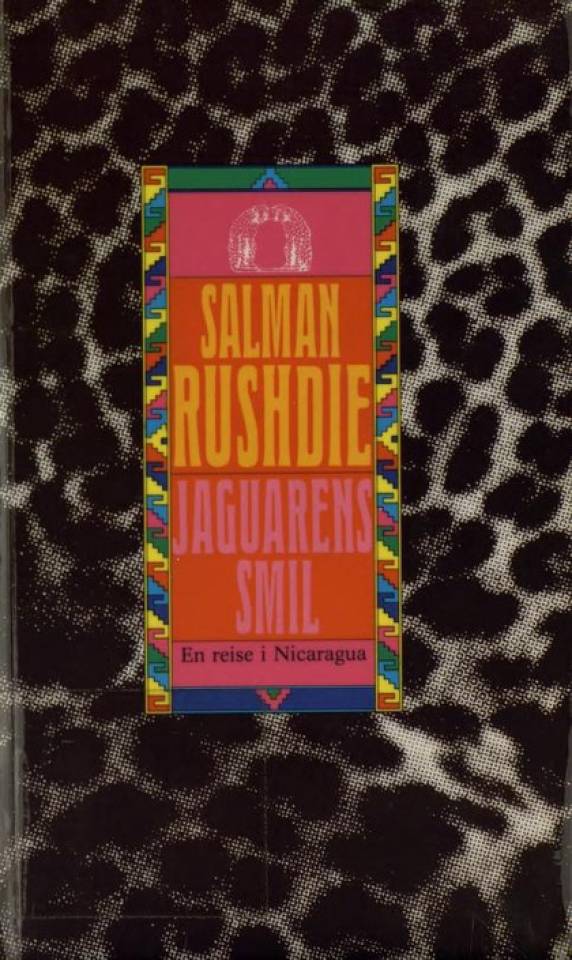 SALMAN
RUSHDIE
JAGUARENS
SMIL
En reise i Nicaragua